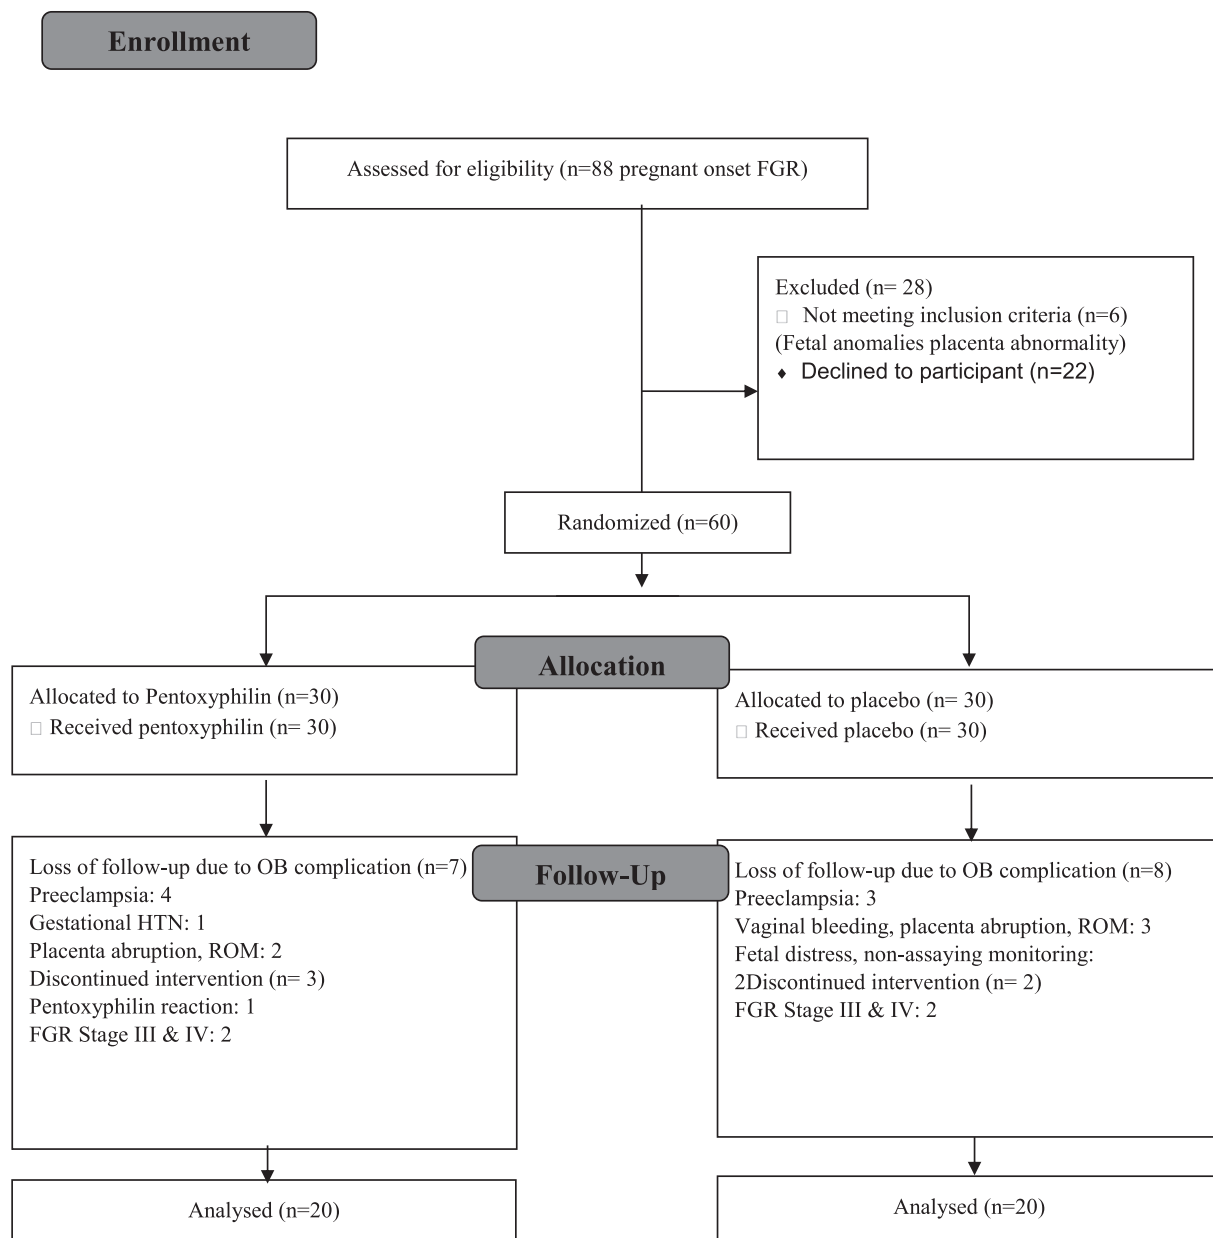 Enrollment
Assessed for eligibility (n=88 pregnant onset FGR)
Excluded (n= 28)
□ Not meeting inclusion criteria (n=6)
(Fetal anomalies placenta abnormality)
♦ Declined to participant (n=22)
Randomized (n=60)
Allocation
Allocated to Pentoxyphilin (n=30)
□ Received pentoxyphilin (n= 30)
Allocated to placebo (n= 30)
□ Received placebo (n= 30)
Follow-Up
Loss of follow-up due to OB complication (n=7)
Preeclampsia: 4
Gestational HTN: 1
Placenta abruption, ROM: 2
Discontinued intervention (n= 3)
Pentoxyphilin reaction: 1
FGR Stage III & IV: 2
Loss of follow-up due to OB complication (n=8)
Preeclampsia: 3
Vaginal bleeding, placenta abruption, ROM: 3
Fetal distress, non-assaying monitoring:
2Discontinued intervention (n= 2)
FGR Stage III & IV: 2
Analysed (n=20)
Analysed (n=20)